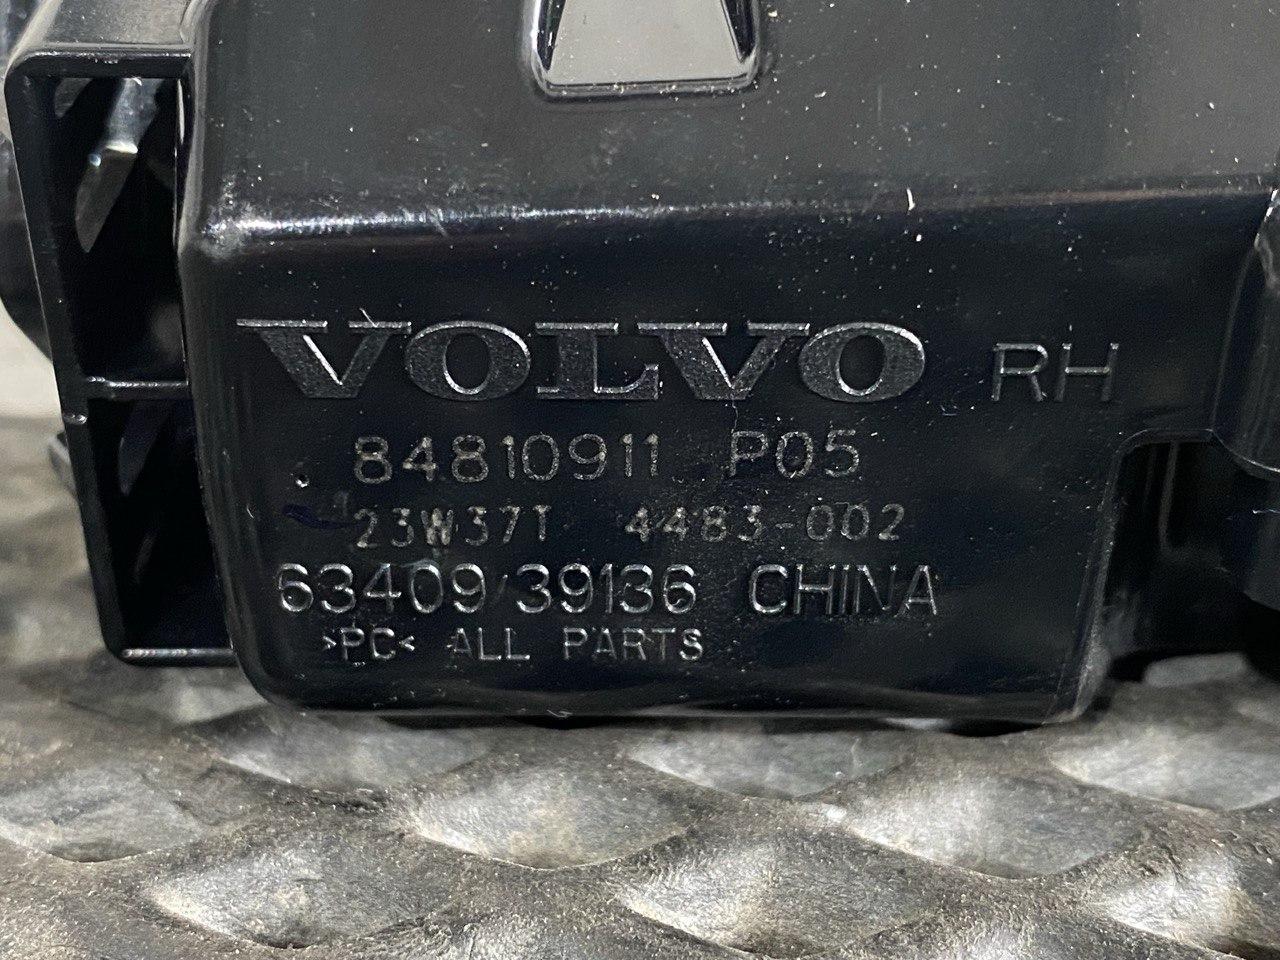 VOLVO RH
84810911 P05
23W37T 4483-002
63409/39136 CHINA
>PC< ALL PARTS